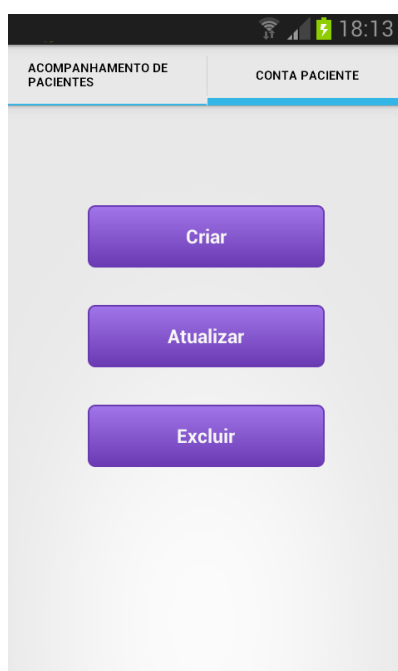 18:13
ACOMPANHAMENTO DE
PACIENTES
CONTA PACIENTE
Criar
Atualizar
Excluir